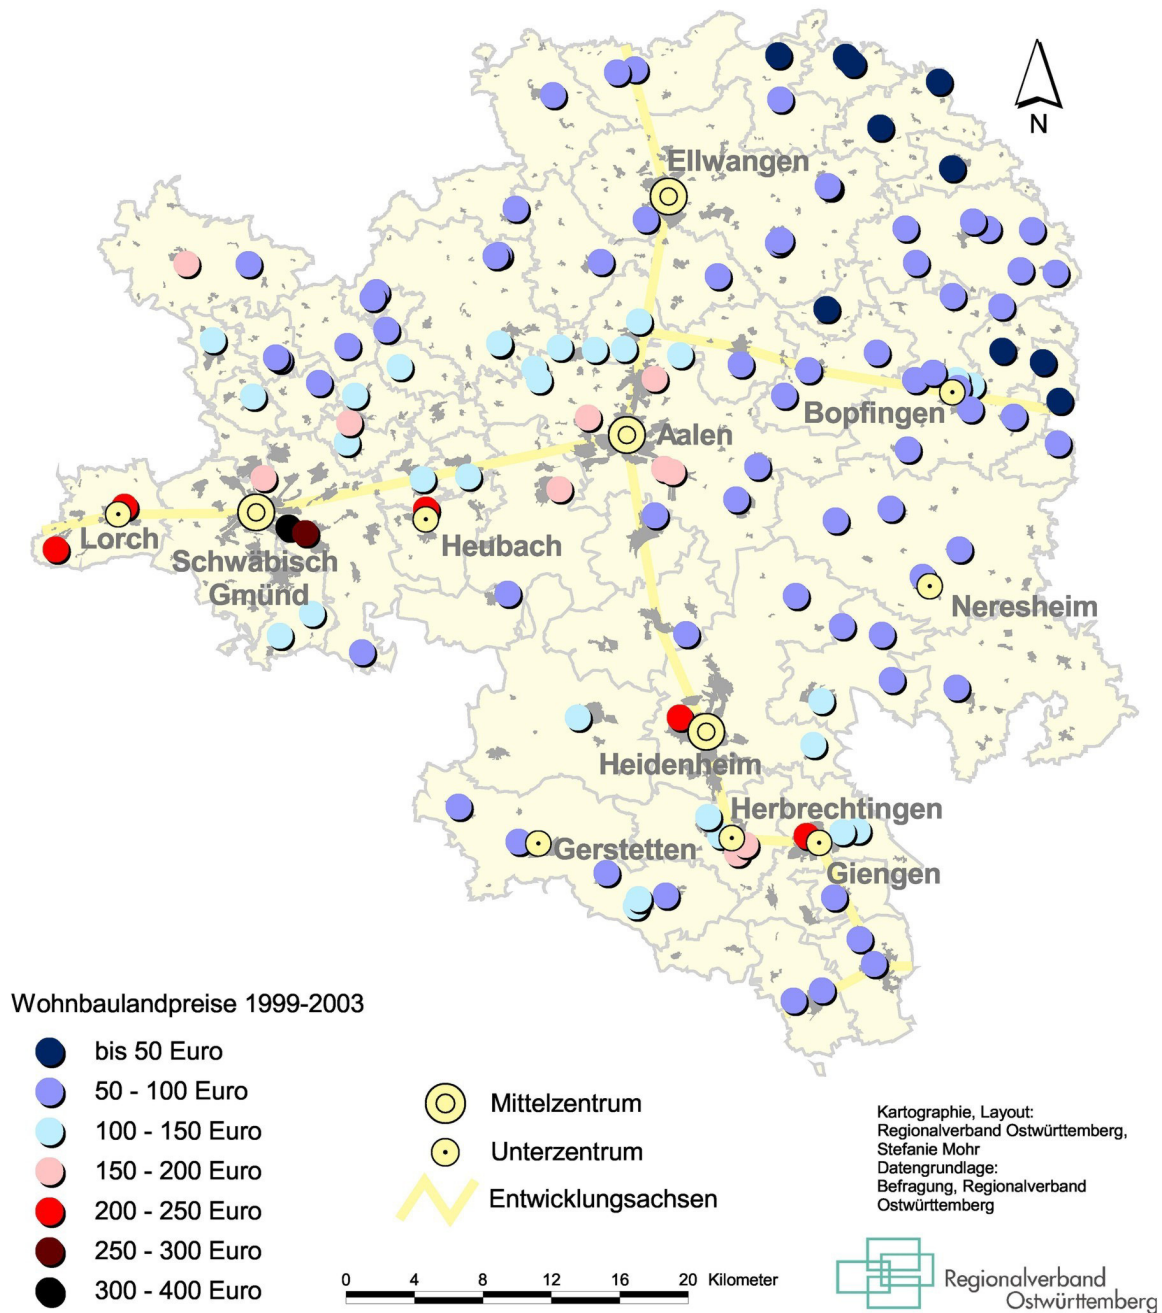 N
Ellwangen
Aalen
Bopfingen
Lorch
Schwäbisch
Gmünd
Heubach
Neresheim
Heidenheim
Herbrechtingen
Gerstetten
Giengen
Wohnbaulandpreise 1999-2003
bis 50 Euro
50 - 100 Euro
100 - 150 Euro
150 - 200 Euro
200 - 250 Euro
250 - 300 Euro
300 - 400 Euro
Mittelzentrum
Unterzentrum
Entwicklungsachsen
0 4 8 12 16 20 Kilometer
Kartographie, Layout:
Regionalverband Ostwürttemberg,
Stefanie Mohr
Datengrundlage:
Befragung, Regionalverband
Ostwürttemberg
Regionalverband
Ostwürttemberg